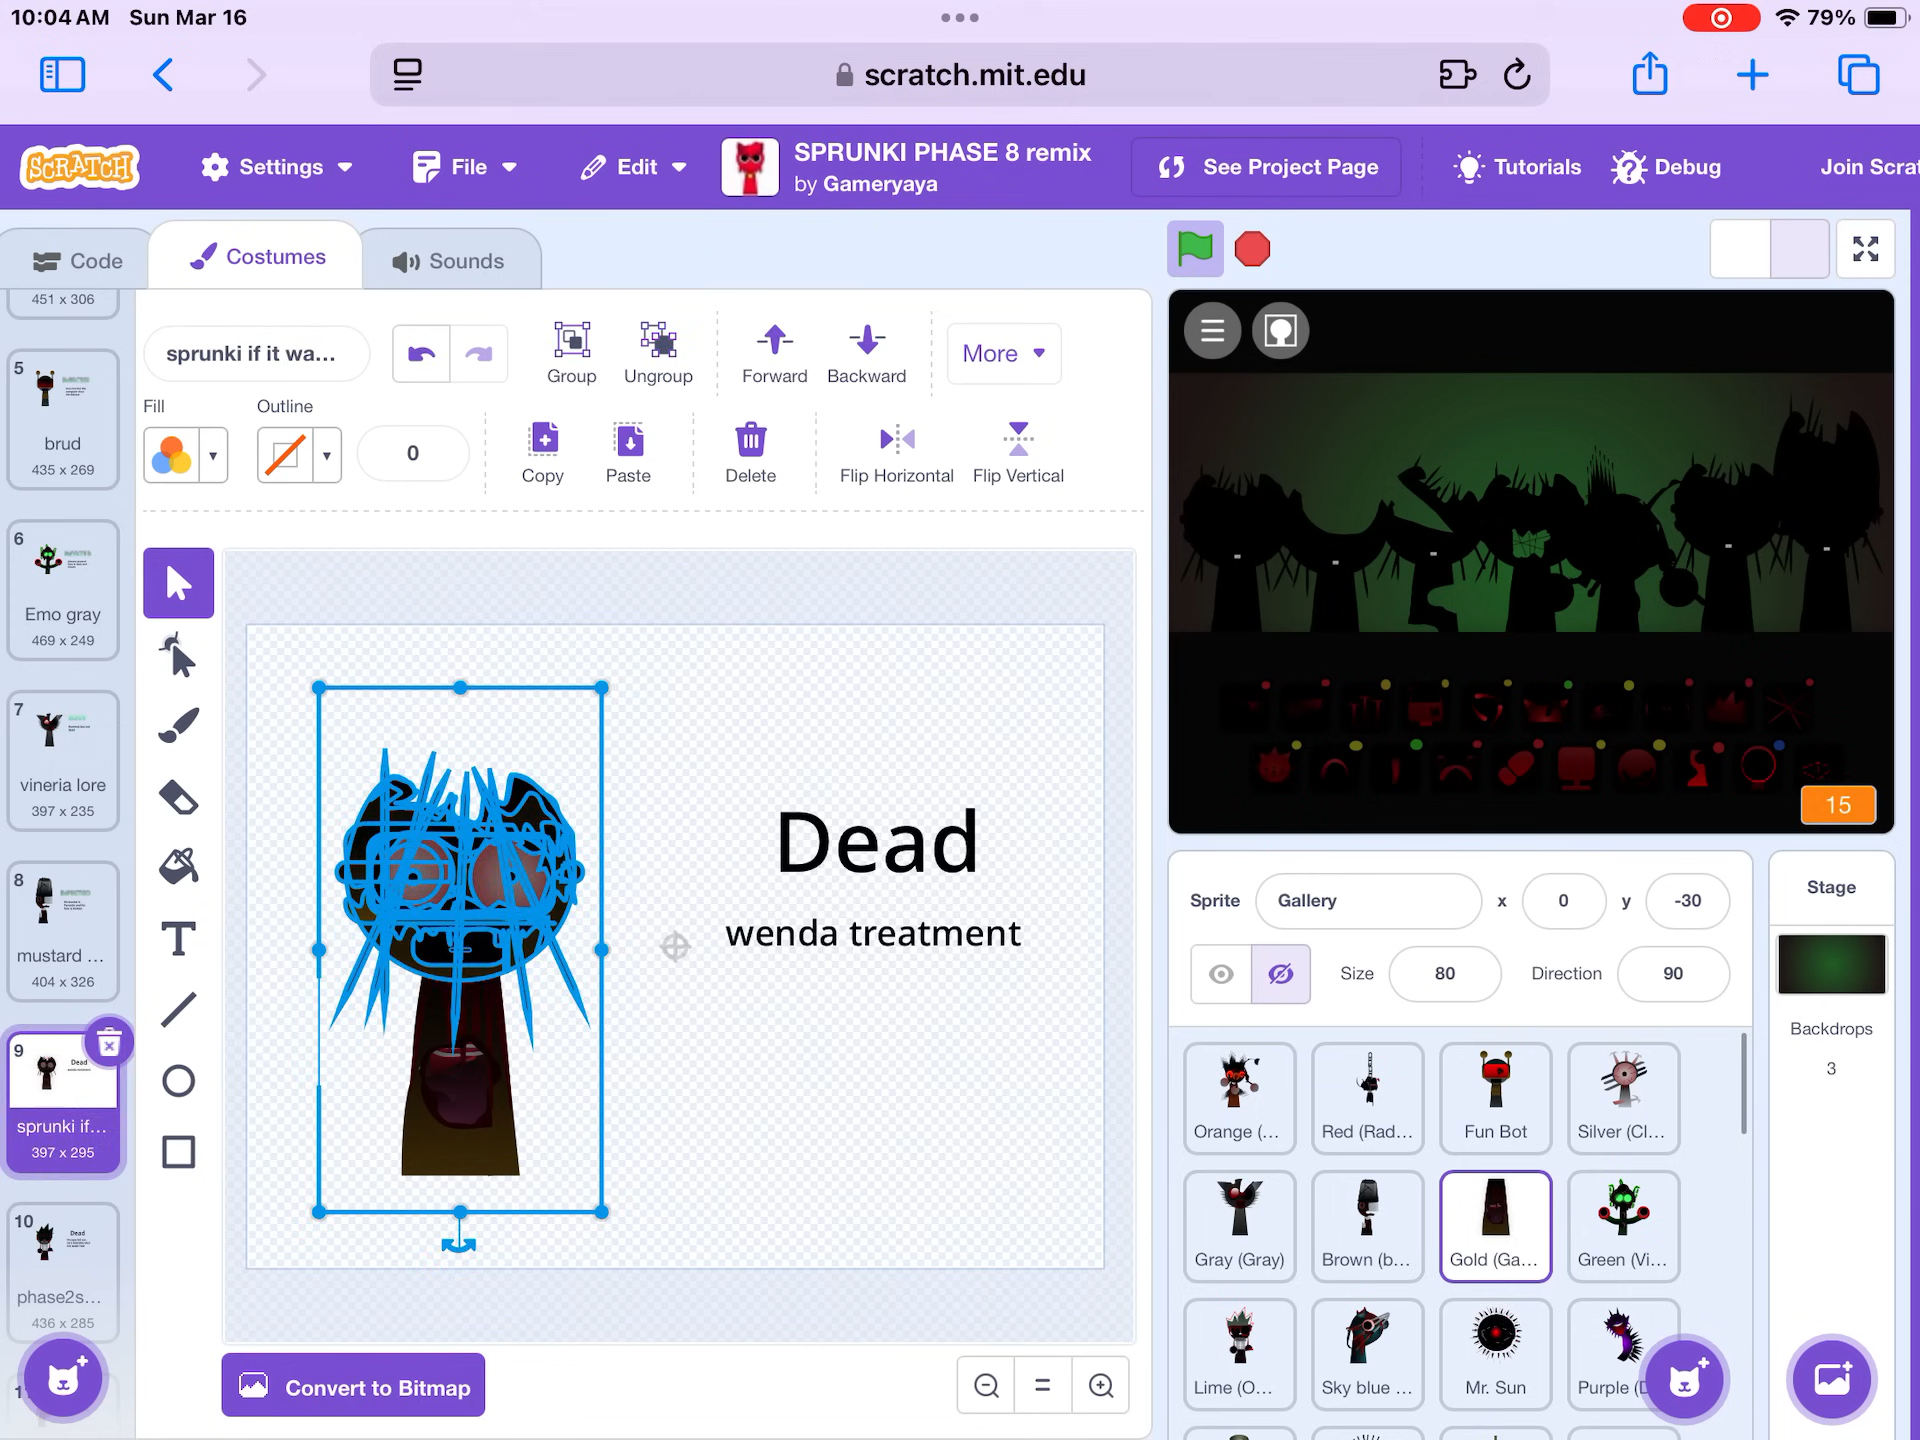 10:04 AM Sun Mar 16
79%
scratch.mit.edu
SCRATCH
Settings
File
Edit
SPRUNKI PHASE 8 remix
by Gameryaya
See Project Page
Tutorials
Debug
Join Scrat
Code
Costumes
Sounds
451 x 306
5
brud
435 x 269
6
Emo gray
469 x 249
7
vineria lore
397 x 235
8
mustard ...
404 x 326
9
Dead
sprunki if...
397 x 295
10
Dead
phase2s...
436 x 285
sprunki if it wa...
Group
Ungroup
Forward
Backward
More
Fill
Outline
0
Copy
Paste
Delete
Flip Horizontal
Flip Vertical
Dead
wenda treatment
Convert to Bitmap
15
Sprite
Gallery
x
0
y
-30
Size
80
Direction
90
Stage
Backdrops
3
Orange (...
Red (Rad...
Fun Bot
Silver (Cl...
Gray (Gray)
Brown (b...
Gold (Ga...
Green (Vi...
Lime (O...
Sky blue ...
Mr. Sun
Purple (D